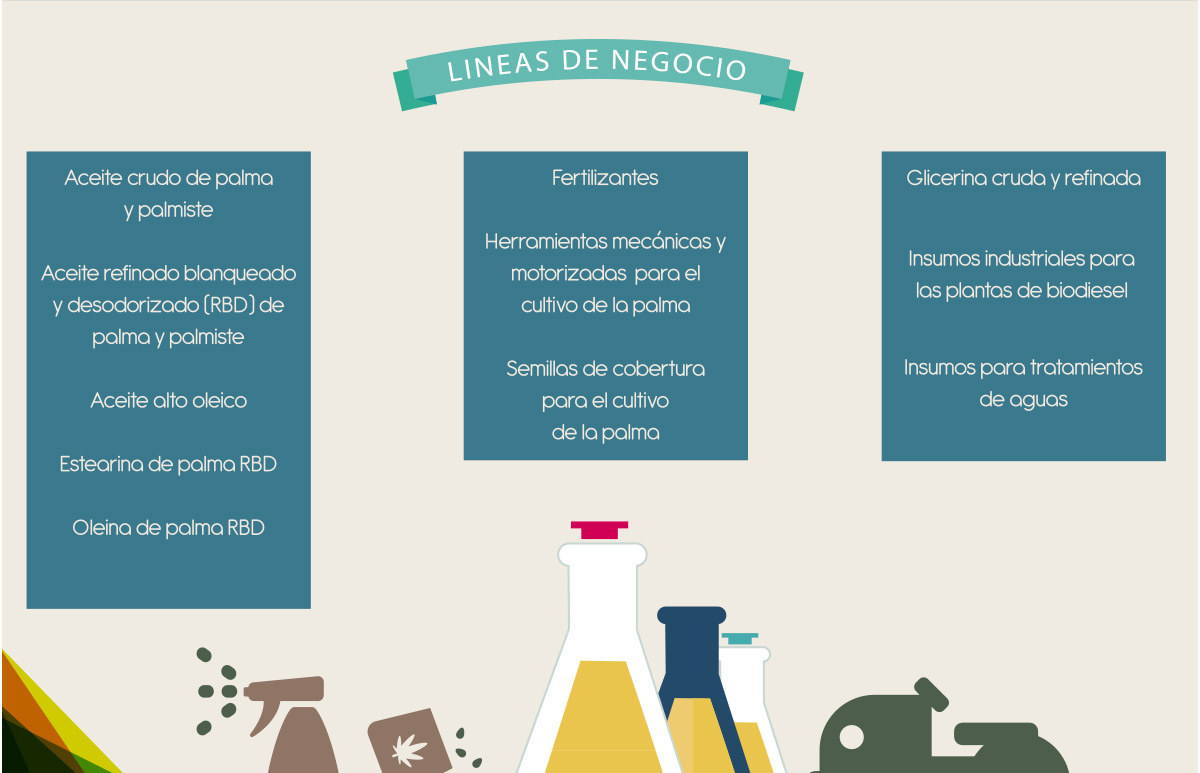 LINEAS DE NEGOCIO
Aceite crudo de palma
y palmiste
Aceite refinado blanqueado
y desodorizado (RBD) de
palma y palmiste
Aceite alto oleico
Estearina de palma RBD
Oleina de palma RBD
Fertilizantes
Herramientas mecánicas y
motorizadas para el
cultivo de la palma
Semillas de cobertura
para el cultivo
de la palma
Glicerina cruda y refinada
Insumos industriales para
las plantas de biodiesel
Insumos para tratamientos
de aguas